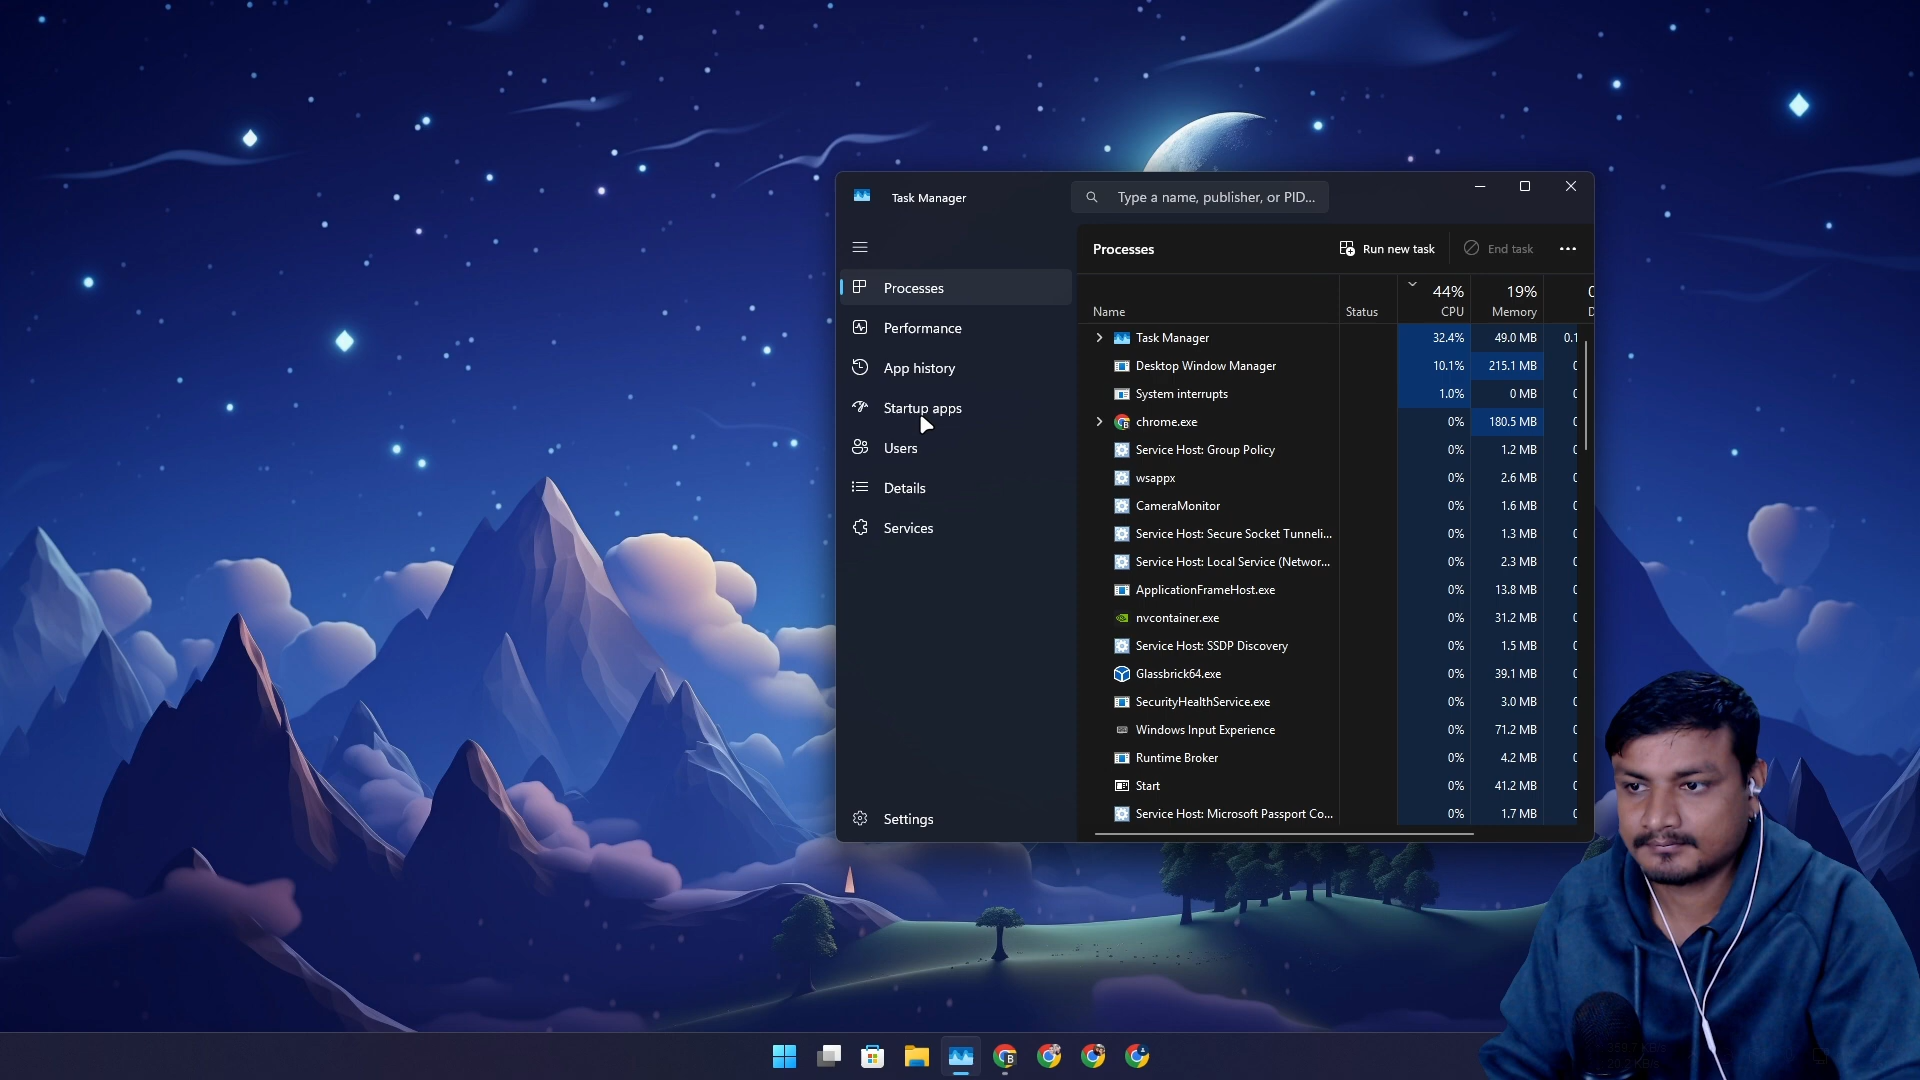 Task Manager
Type a name, publisher, or PID...
Processes
Run new task
End task
Processes
Performance
App history
Startup apps
Users
Details
Services
Settings
44% 19%
Name Status CPU Memory
Task Manager 32.4% 49.0 MB 0.1
Desktop Window Manager 10.1% 215.1 MB
System interrupts 1.0% 0 MB
chrome.exe 0% 180.5 MB
Service Host: Group Policy 0% 1.2 MB
wsappx 0% 2.6 MB
CameraMonitor 0% 1.6 MB
Service Host: Secure Socket Tunneli... 0% 1.3 MB
Service Host: Local Service (Networ... 0% 2.3 MB
ApplicationFrameHost.exe 0% 13.8 MB
nvcontainer.exe 0% 31.2 MB
Service Host: SSDP Discovery 0% 1.5 MB
Glassbrick64.exe 0% 39.1 MB
SecurityHealthService.exe 0% 3.0 MB
Windows Input Experience 0% 71.2 MB
Runtime Broker 0% 4.2 MB
Start 0% 41.2 MB
Service Host: Microsoft Passport Co... 0% 1.7 MB